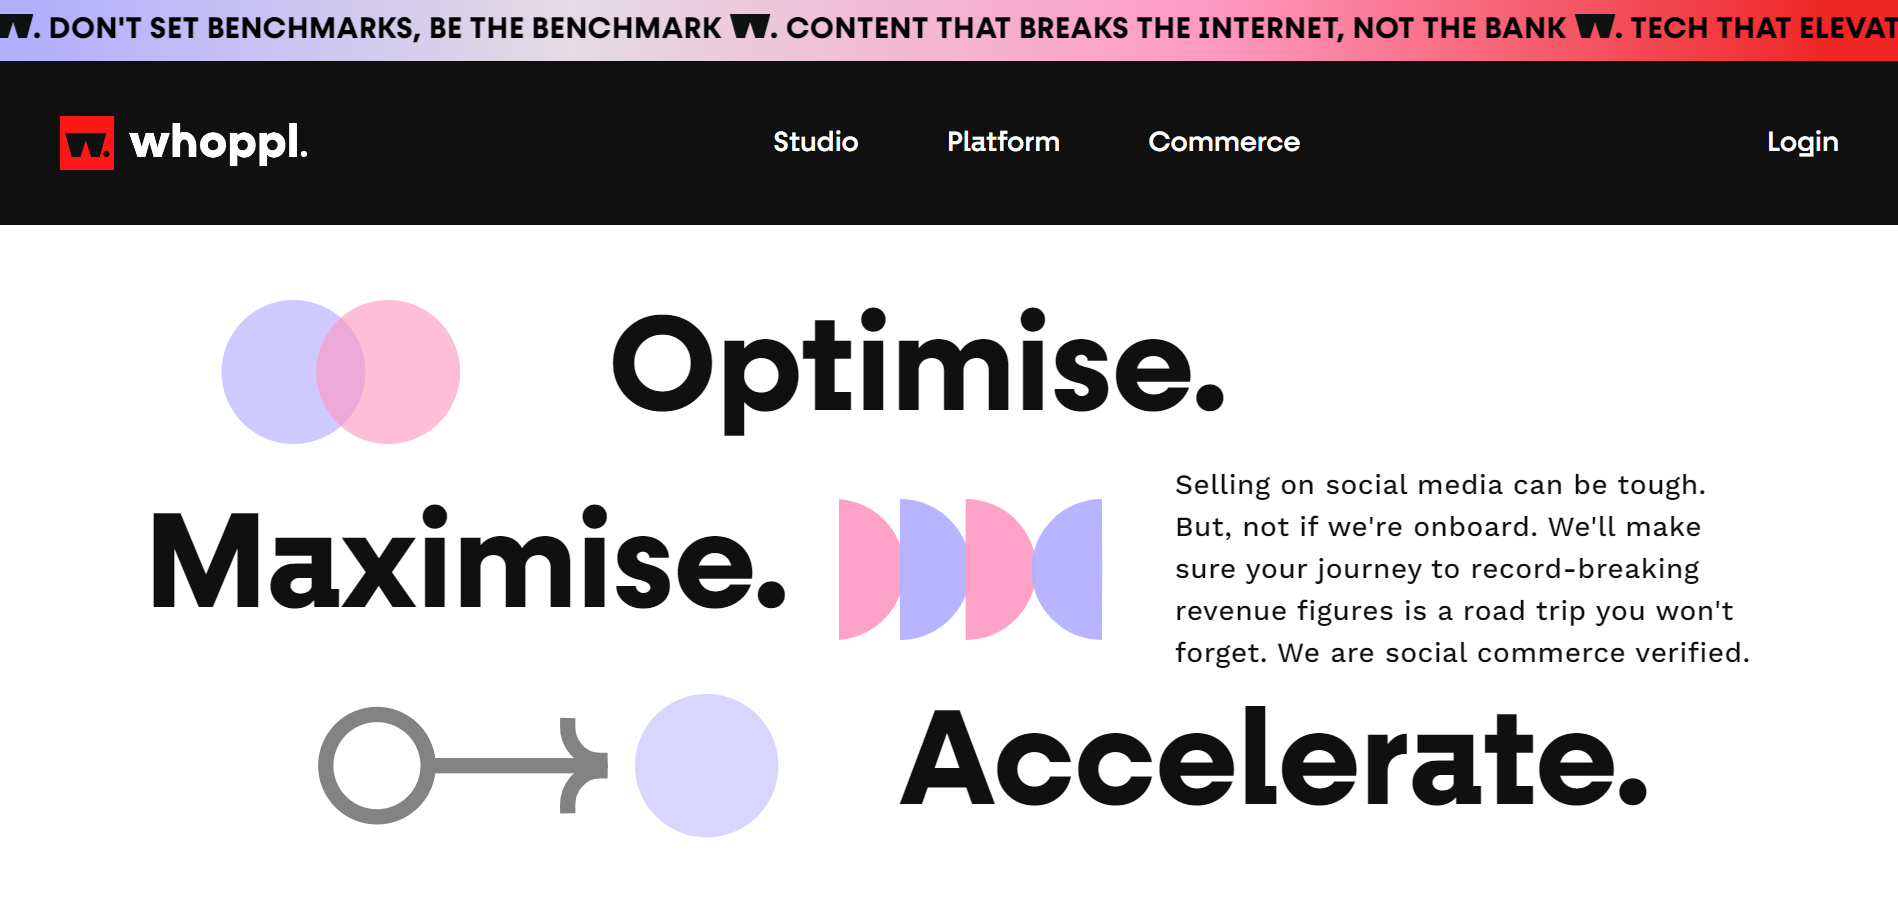 W. DON'T SET BENCHMARKS, BE THE BENCHMARK W. CONTENT THAT BREAKS THE INTERNET, NOT THE BANK W. TECH THAT ELEVAT
W. whoppl.
Studio Platform Commerce Login
Optimise.
Maximise.
Selling on social media can be tough.
But, not if we're onboard. We'll make
sure your journey to record-breaking
revenue figures is a road trip you won't
forget. We are social commerce verified.
Accelerate.